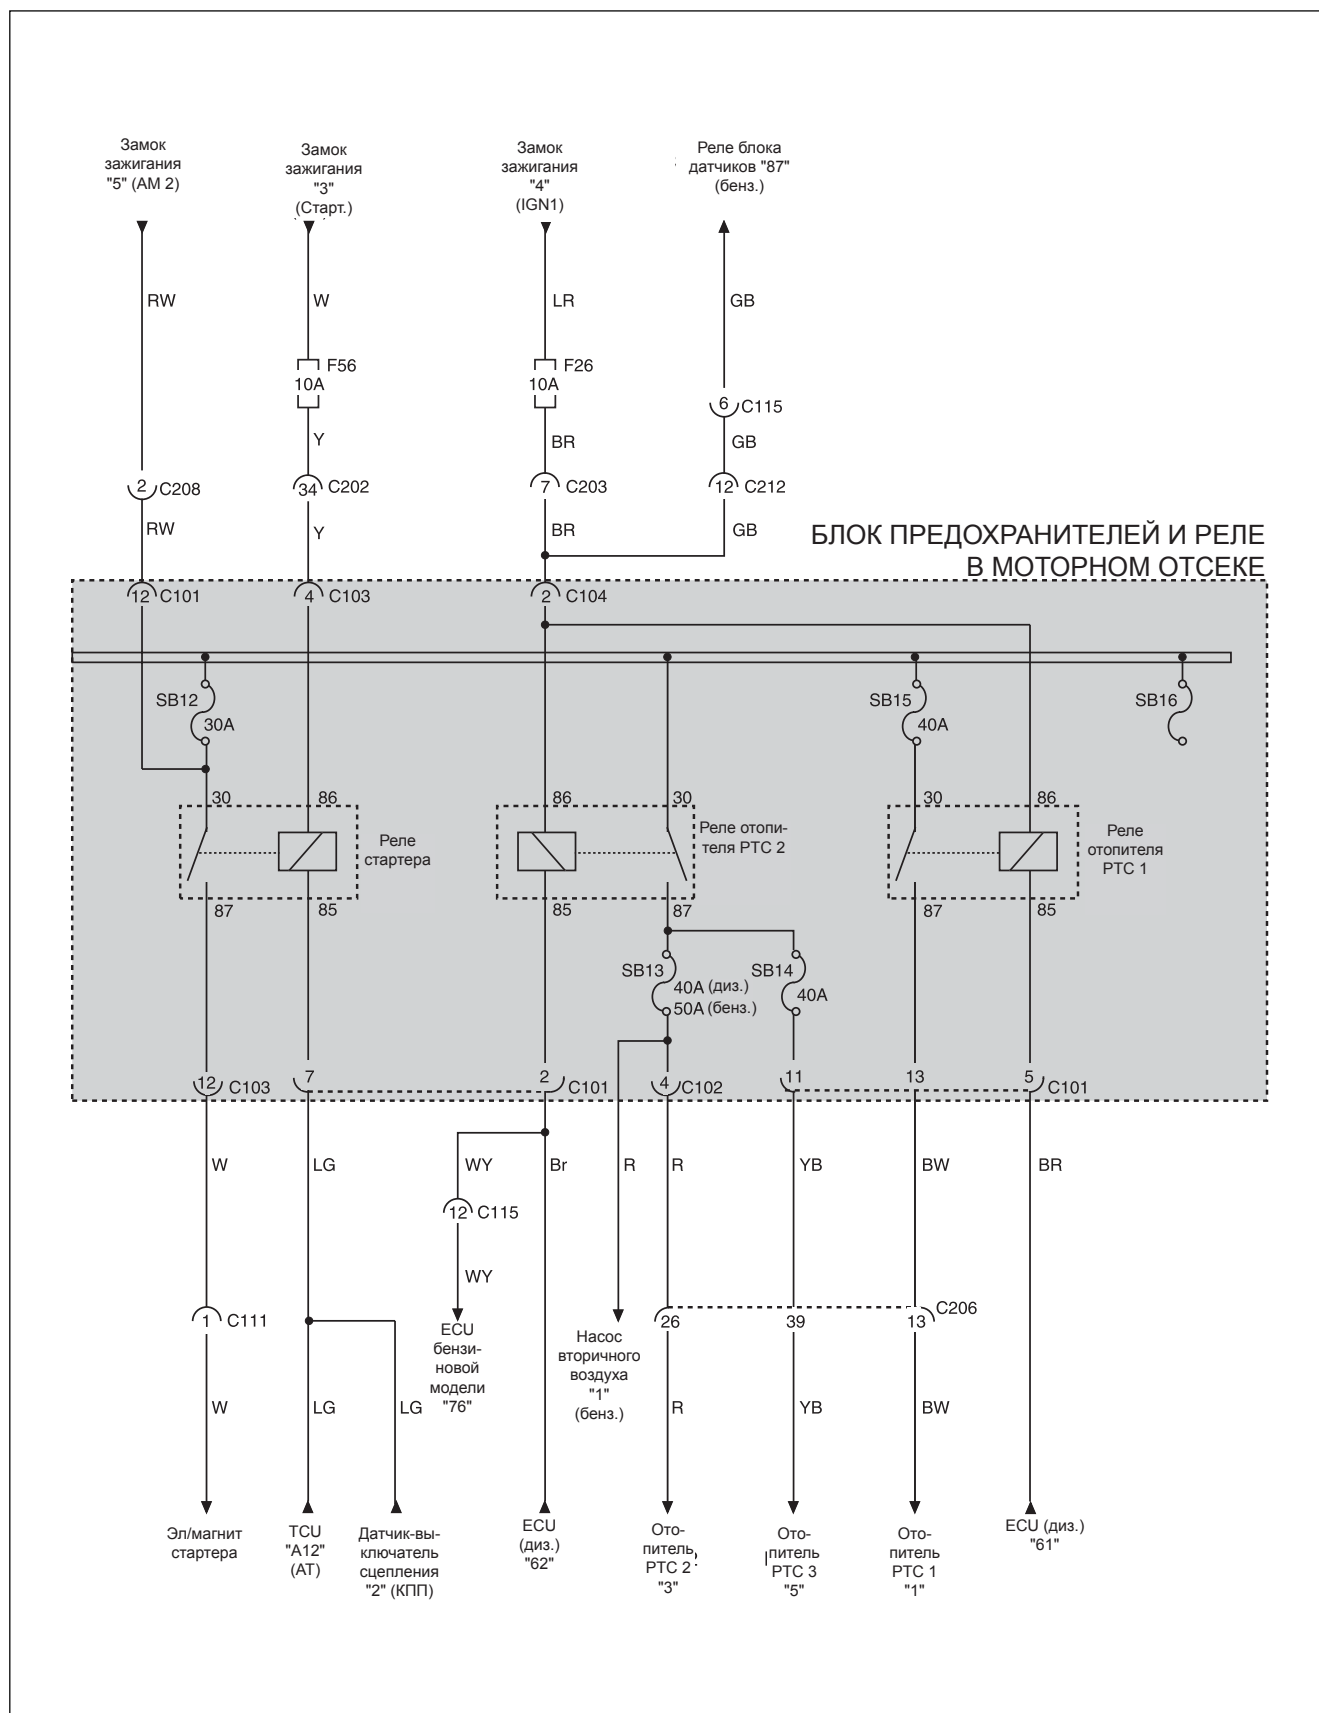 Замок
зажигания
"5" (AM 2)
Замок
зажигания
"3"
(Старт.)
Замок
зажигания
"4"
(IGN1)
Реле блока
датчиков "87"
(бенз.)
RW
W
LR
GB
F56
10A
F26
10A
6 C115
Y
BR
GB
2 C208
34 C202
7 C203
12 C212
RW
Y
BR
GB
БЛОК ПРЕДОХРАНИТЕЛЕЙ И РЕЛЕ
В МОТОРНОМ ОТСЕКЕ
12 C101
4 C103
2 C104
SB12
30A
SB15
40A
SB16
30
86
86
30
30
86
Реле
стартера
Реле отопи-
теля PTC 2
Реле
отопителя
PTC 1
87
85
85
87
87
85
SB13
40A (диз.)
50A (бенз.)
SB14
40A
12 C103
7
2 C101
4 C102
11
13
5 C101
W
LG
WY
Br
R
R
YB
BW
BR
12 C115
WY
1 C111
26
39
13
C206
ECU
бензи-
новой
модели
"76"
Насос
вторичного
воздуха
"1"
(бенз.)
W
LG
LG
R
YB
BW
Эл/магнит
стартера
TCU
"A12"
(AT)
Датчик-вы-
ключатель
сцепления
"2" (КПП)
ECU
(диз.)
"62"
Ото-
питель
PTC 2
"3"
Ото-
питель
PTC 3
"5"
Ото-
питель
PTC 1
"1"
ECU (диз.)
"61"